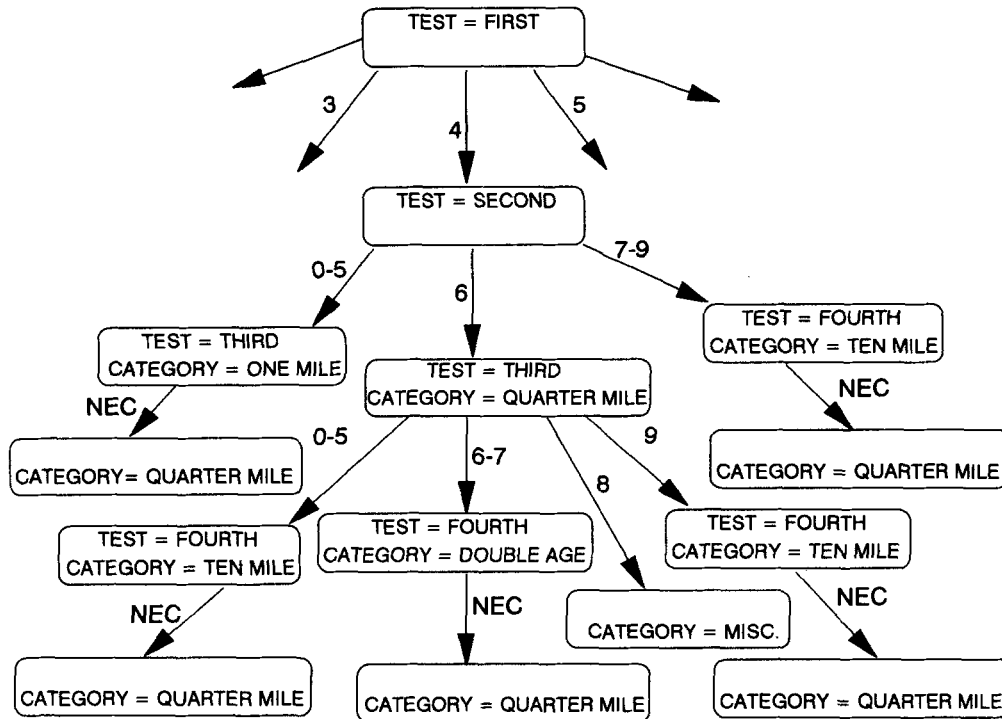 TEST = FIRST
3
4
5
TEST = SECOND
0-5
6
7-9
TEST = THIRD
CATEGORY = ONE MILE
TEST = THIRD
CATEGORY = QUARTER MILE
TEST = FOURTH
CATEGORY = TEN MILE
NEC
NEC
CATEGORY= QUARTER MILE
0-5
6-7
8
9
CATEGORY = QUARTER MILE
TEST = FOURTH
CATEGORY = TEN MILE
TEST = FOURTH
CATEGORY = DOUBLE AGE
TEST = FOURTH
CATEGORY = TEN MILE
NEC
NEC
CATEGORY = MISC.
NEC
CATEGORY = QUARTER MILE
CATEGORY = QUARTER MILE
CATEGORY = QUARTER MILE